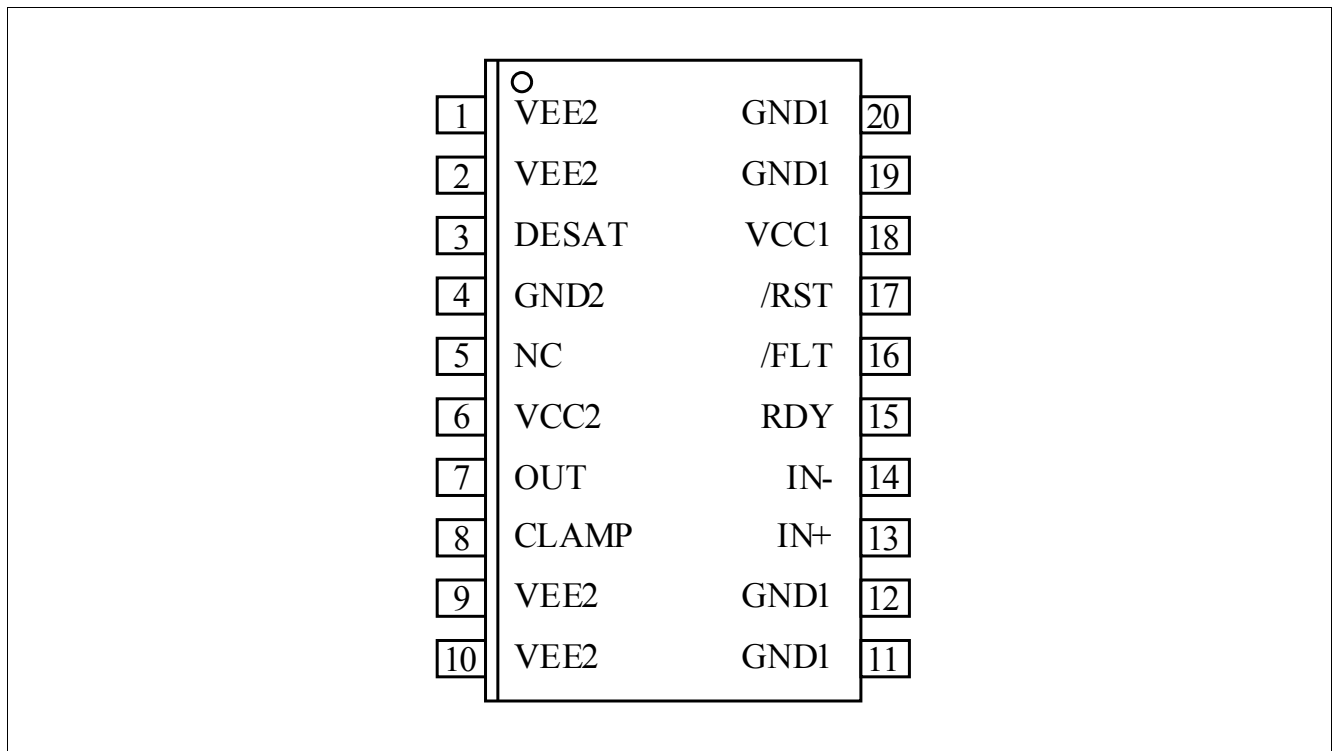 1 VEE2 GND1 20
2 VEE2 GND1 19
3 DESAT VCC1 18
4 GND2 /RST 17
5 NC /FLT 16
6 VCC2 RDY 15
7 OUT IN- 14
8 CLAMP IN+ 13
9 VEE2 GND1 12
10 VEE2 GND1 11